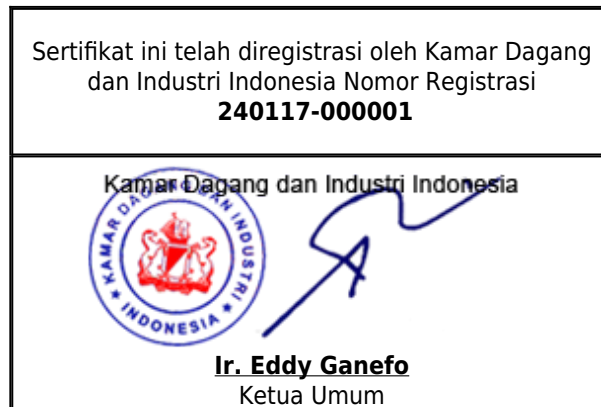 Sertifikat ini telah diregistrasi oleh Kamar Dagang
dan Industri Indonesia Nomor Registrasi
240117-000001
Kamar Dagang dan Industri Indonesia
KAMAR DAGANG DAN INDUSTRI
★ INDONESIA ★
Ir. Eddy Ganefo
Ketua Umum